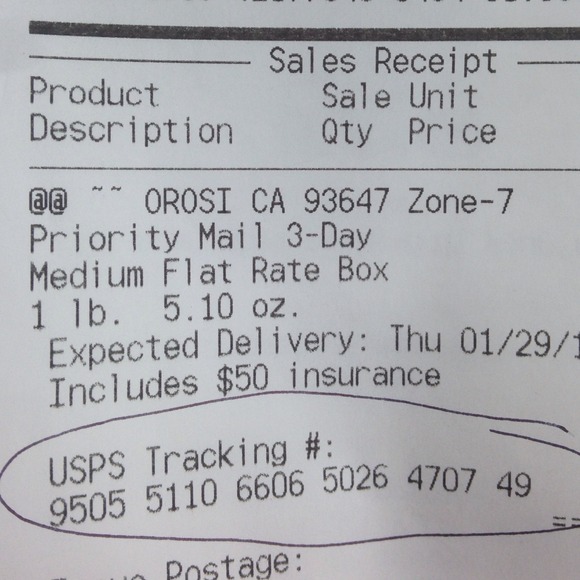 Sales Receipt
Product Sale Unit
Description Qty Price
@@ ~~ OROSI CA 93647 Zone-7
Priority Mail 3-Day
Medium Flat Rate Box
1 lb. 5.10 oz.
Expected Delivery: Thu 01/29/1
Includes $50 insurance
USPS Tracking #:
9505 5110 6606 5026 4707 49
==
Postage: